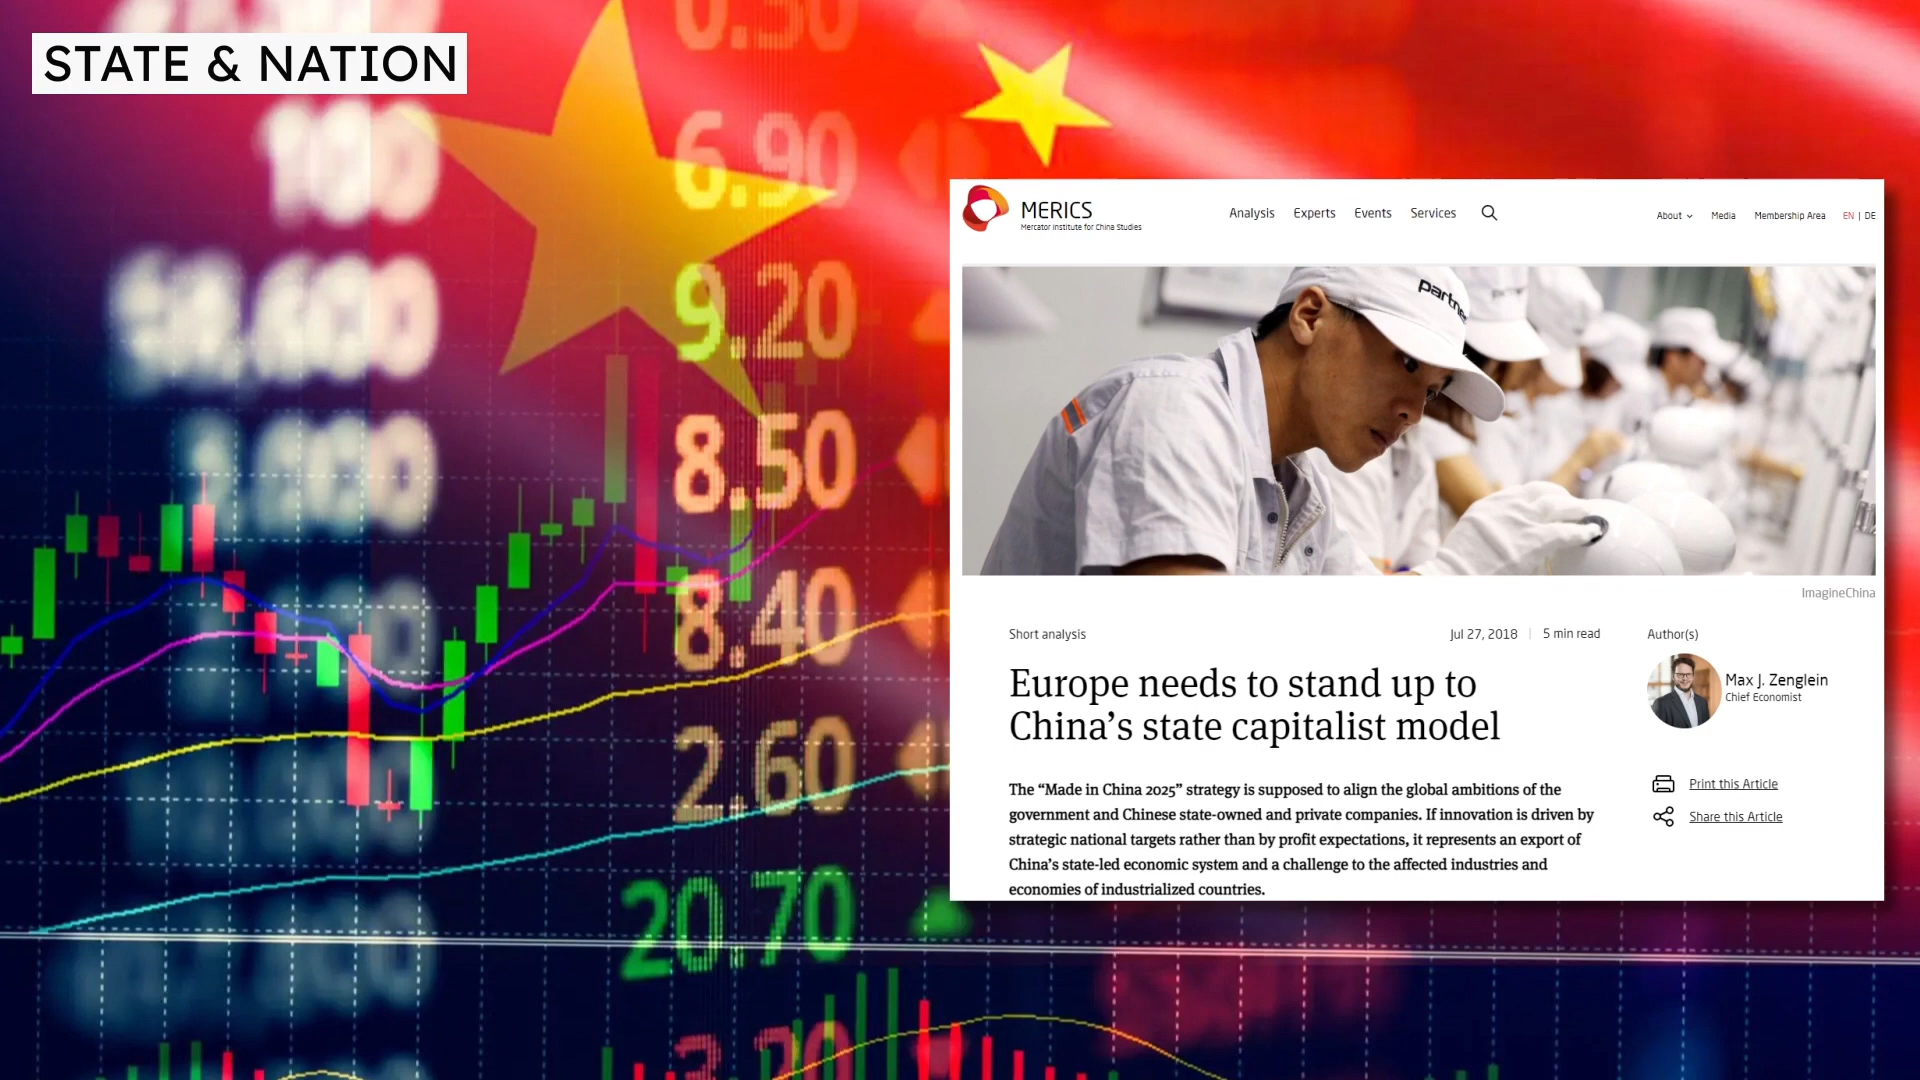 STATE & NATION
0.50
100
6.90
9.20
8.50
8.40
2.60
20.70
3.20
MERICS
Mercator Institute for China Studies
Analysis Experts Events Services
About Media Membership Area EN | DE
partne
ImagineChina
Short analysis
Jul 27, 2018 | 5 min read
Author(s)
Europe needs to stand up to
China’s state capitalist model
Max J. Zenglein
Chief Economist
Print this Article
Share this Article
The “Made in China 2025” strategy is supposed to align the global ambitions of the
government and Chinese state-owned and private companies. If innovation is driven by
strategic national targets rather than by profit expectations, it represents an export of
China’s state-led economic system and a challenge to the affected industries and
economies of industrialized countries.